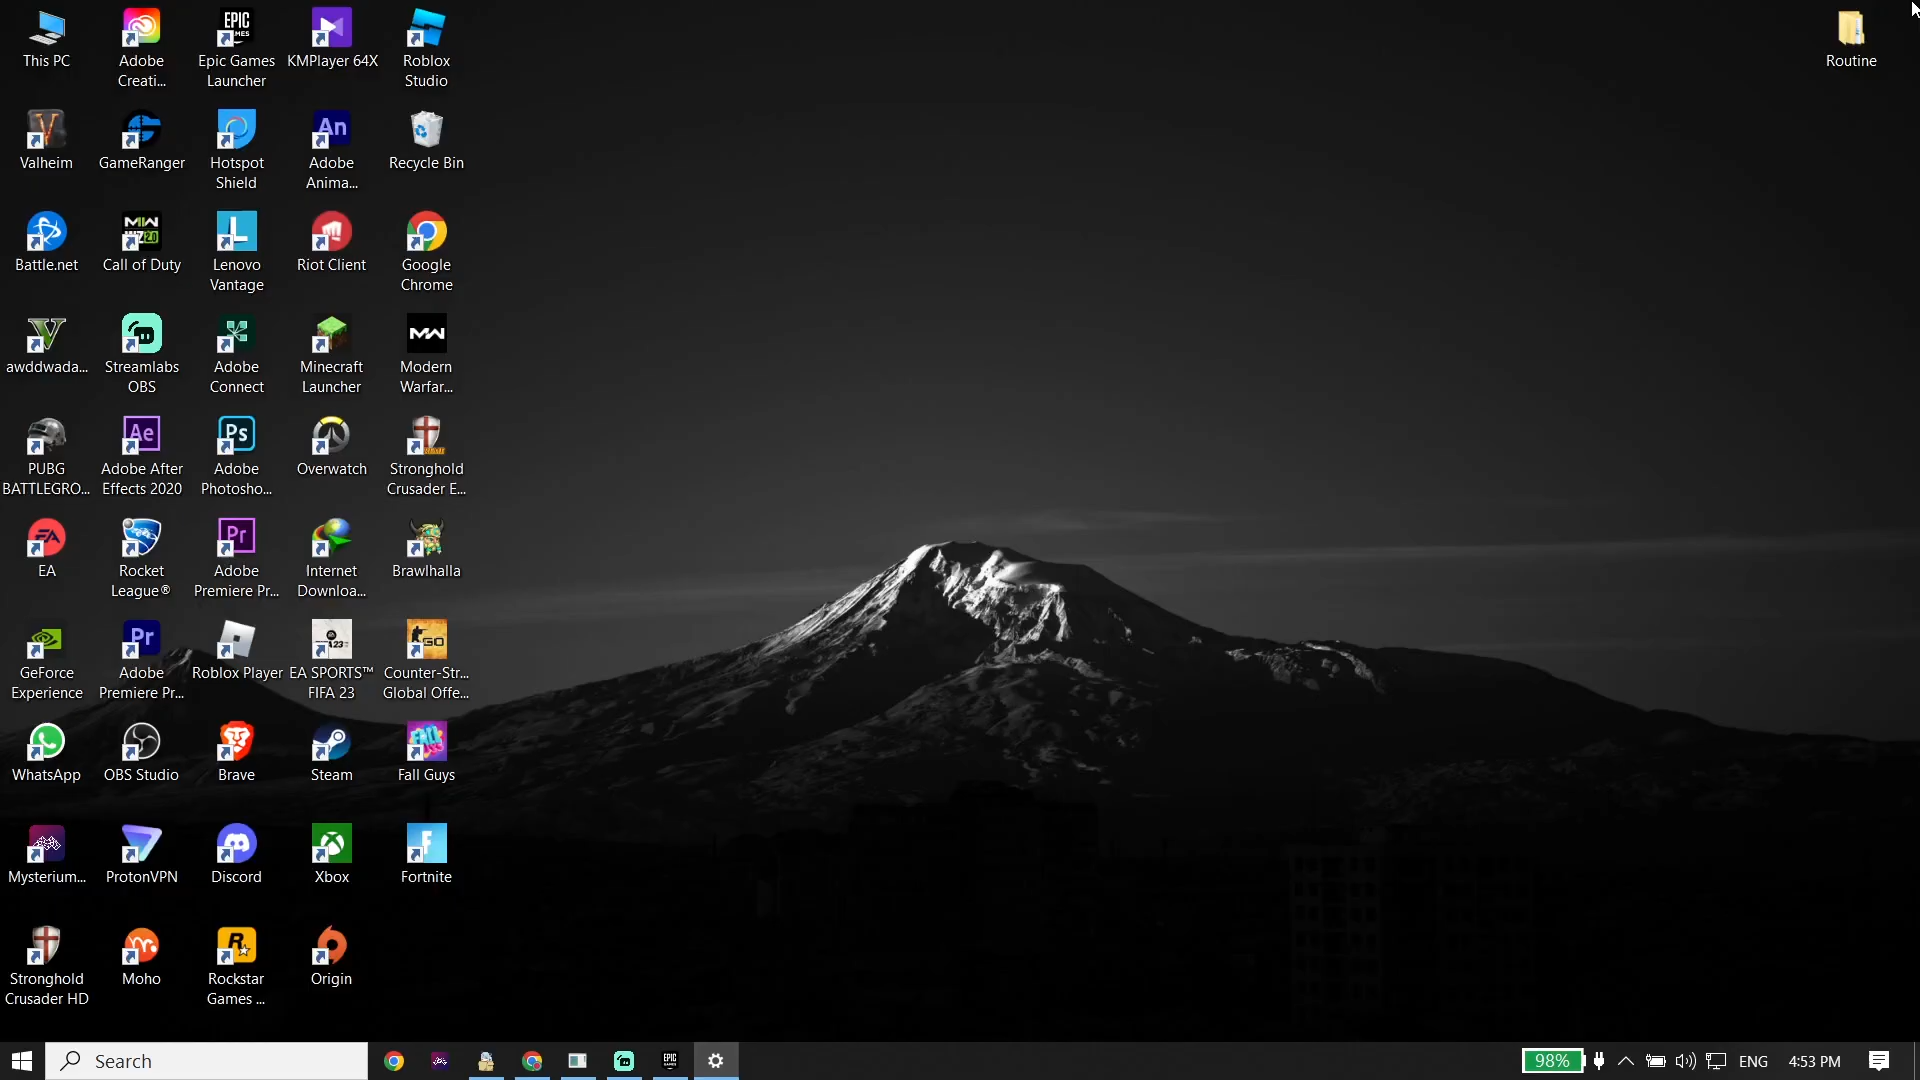 This PC
Adobe
Creati...
Epic Games
Launcher
KMPlayer 64X
Roblox
Studio
Routine
Valheim
GameRanger
Hotspot
Shield
Adobe
Anima...
Recycle Bin
Battle.net
Call of Duty
Lenovo
Vantage
Riot Client
Google
Chrome
awddwada...
Streamlabs
OBS
Adobe
Connect
Minecraft
Launcher
Modern
Warfar...
PUBG
BATTLEGRO...
Adobe After
Effects 2020
Adobe
Photosho...
Overwatch
Stronghold
Crusader E...
EA
Rocket
League®
Adobe
Premiere Pr...
Internet
Downloa...
Brawlhalla
GeForce
Experience
Adobe
Premiere Pr...
Roblox Player
EA SPORTS™
FIFA 23
Counter-Str...
Global Offe...
WhatsApp
OBS Studio
Brave
Steam
Fall Guys
Mysterium...
ProtonVPN
Discord
Xbox
Fortnite
Stronghold
Crusader HD
Moho
Rockstar
Games ...
Origin
Search
98%
ENG
4:53 PM